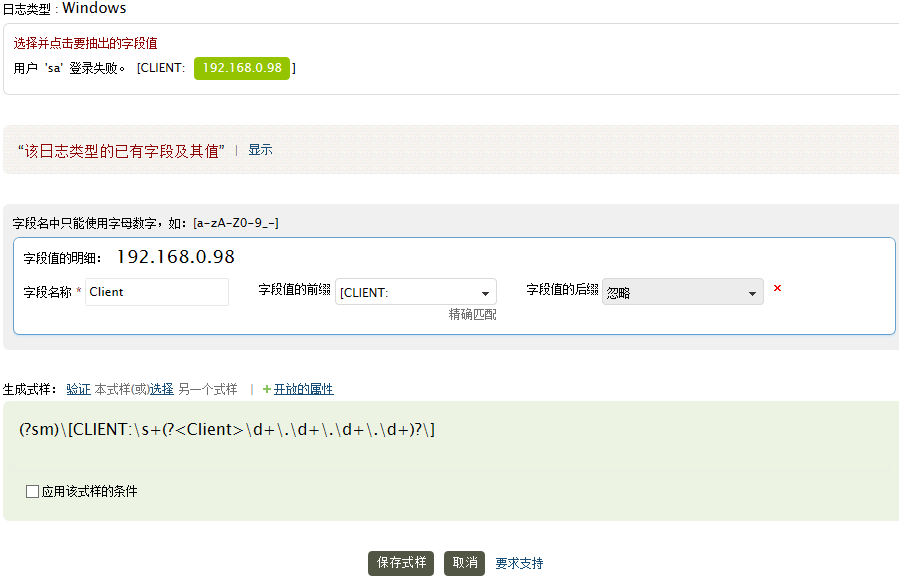 日志类型 : Windows
选择并点击要抽出的字段值
用户 'sa' 登录失败。 [CLIENT: 192.168.0.98 ]
“该日志类型的已有字段及其值” | 显示
字段名中只能使用字母数字，如：[a-zA-Z0-9_-]
字段值的明细： 192.168.0.98
字段名称 * Client 字段值的前缀 [CLIENT: 字段值的后缀 忽略
精确匹配
生成式样： 验证 本式样(或)选择 另一个式样 | +开放的属性
(?sm)\[CLIENT:\s+(?<Client>\d+\.\d+\.\d+\.\d+)?\]
应用该式样的条件
保存式样 取消 要求支持